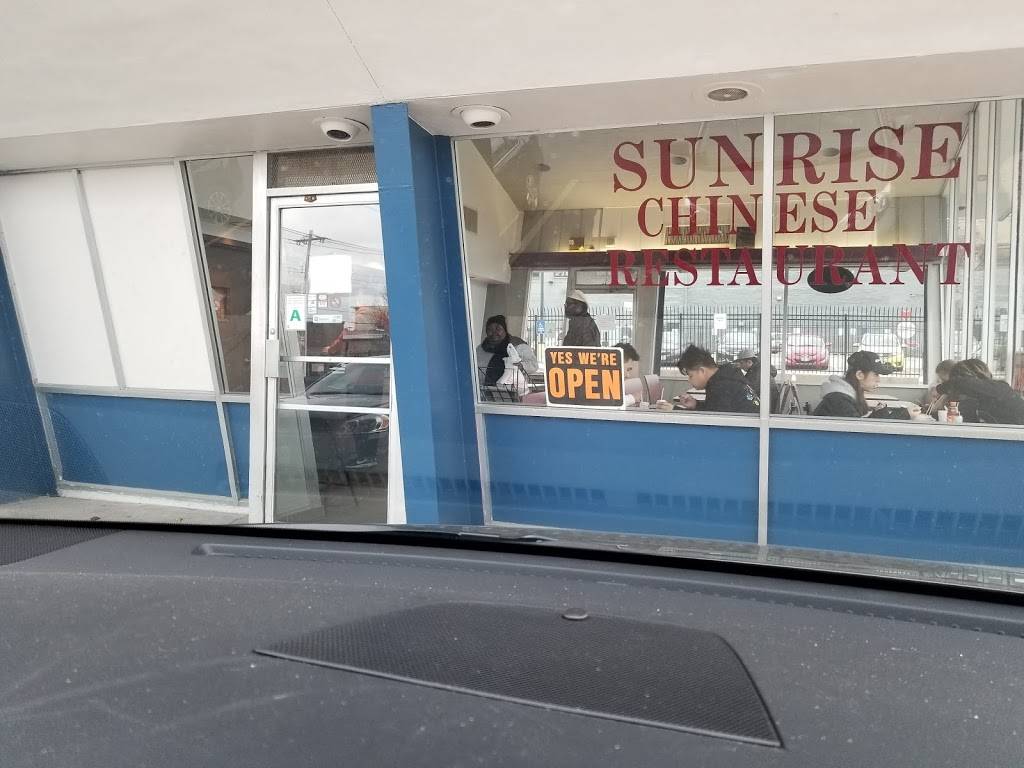 SUNRISE
CHINESE
RESTAURANT
A
YES WE'RE
OPEN